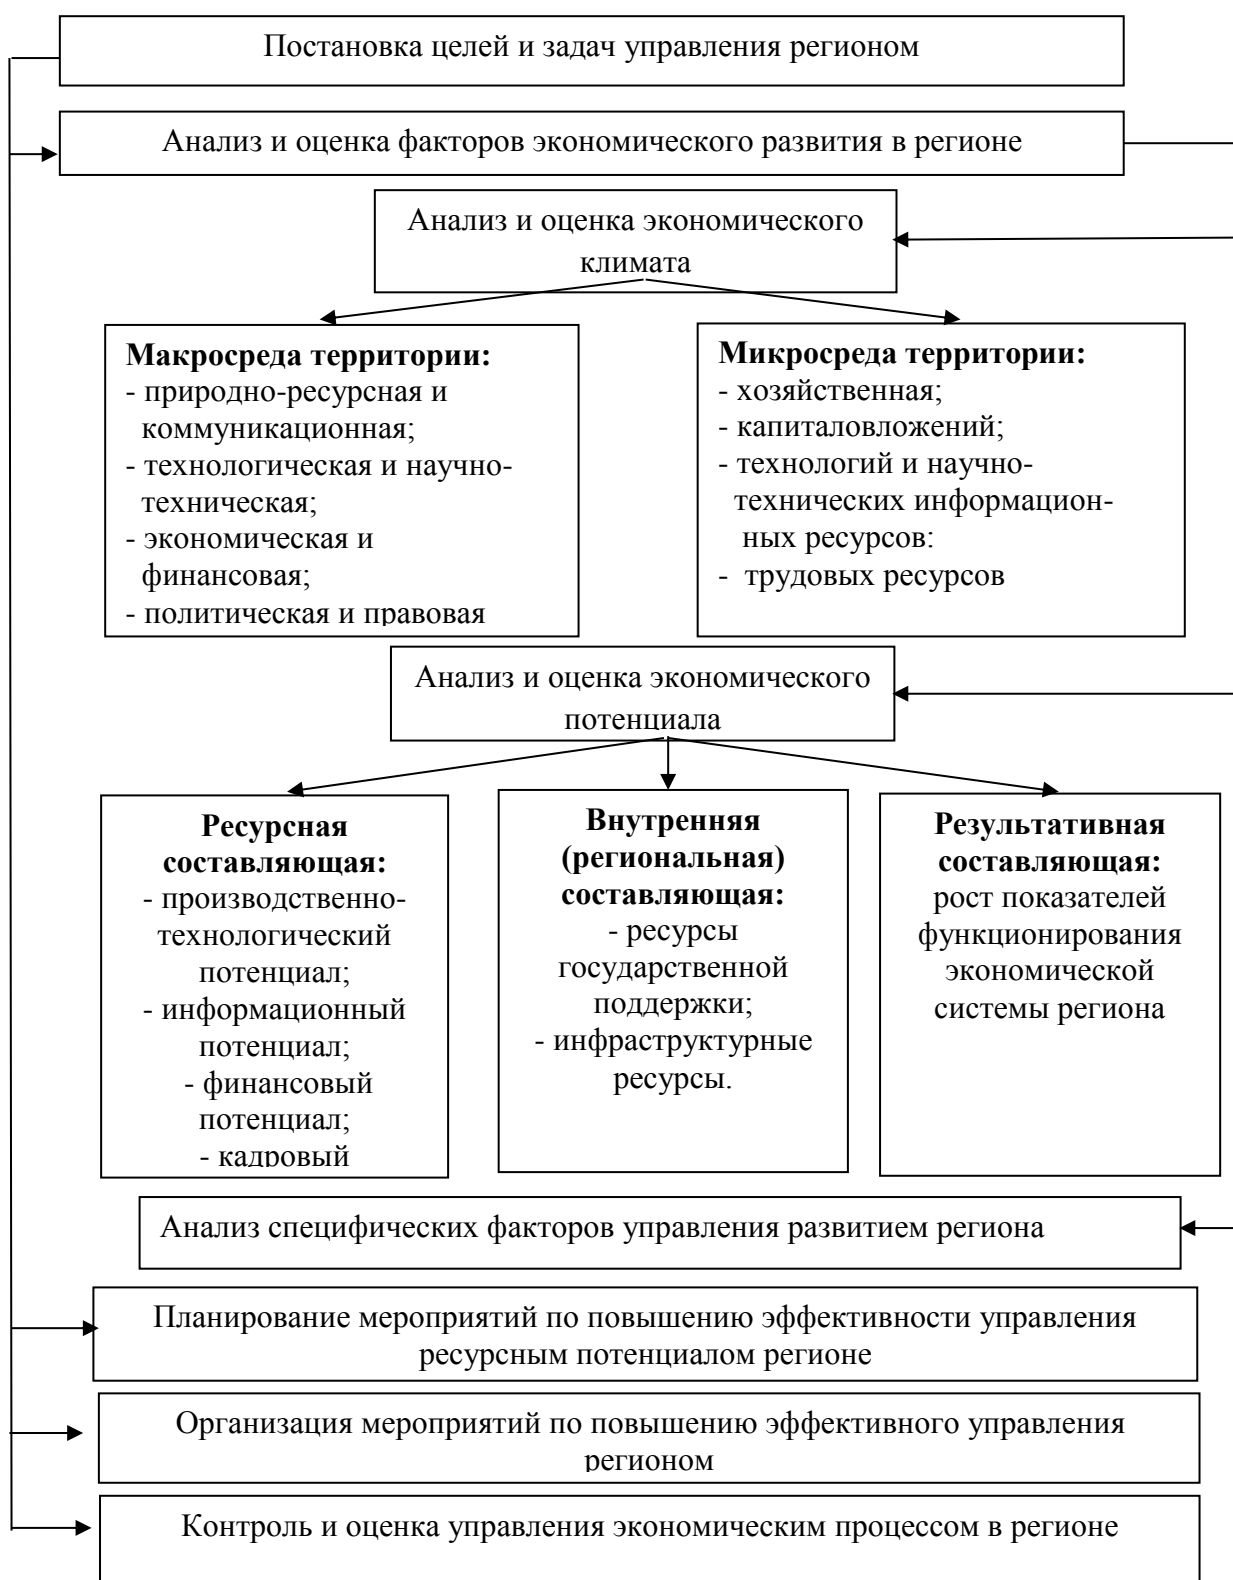 Постановка целей и задач управления регионом
Анализ и оценка факторов экономического развития в регионе
Анализ и оценка экономического
климата
Макросреда территории:
- природно-ресурсная и
коммуникационная;
- технологическая и научно-
техническая;
- экономическая и
финансовая;
- политическая и правовая
Микросреда территории:
- хозяйственная;
- капиталовложений;
- технологий и научно-
технических информацион-
ных ресурсов:
- трудовых ресурсов
Анализ и оценка экономического
потенциала
Ресурсная
составляющая:
- производственно-
технологический
потенциал;
- информационный
потенциал;
- финансовый
потенциал;
- кадровый
Внутренняя
(региональная)
составляющая:
- ресурсы
государственной
поддержки;
- инфраструктурные
ресурсы.
Результативная
составляющая:
рост показателей
функционирования
экономической
системы региона
Анализ специфических факторов управления развитием региона
Планирование мероприятий по повышению эффективности управления
ресурсным потенциалом регионе
Организация мероприятий по повышению эффективного управления
регионом
Контроль и оценка управления экономическим процессом в регионе